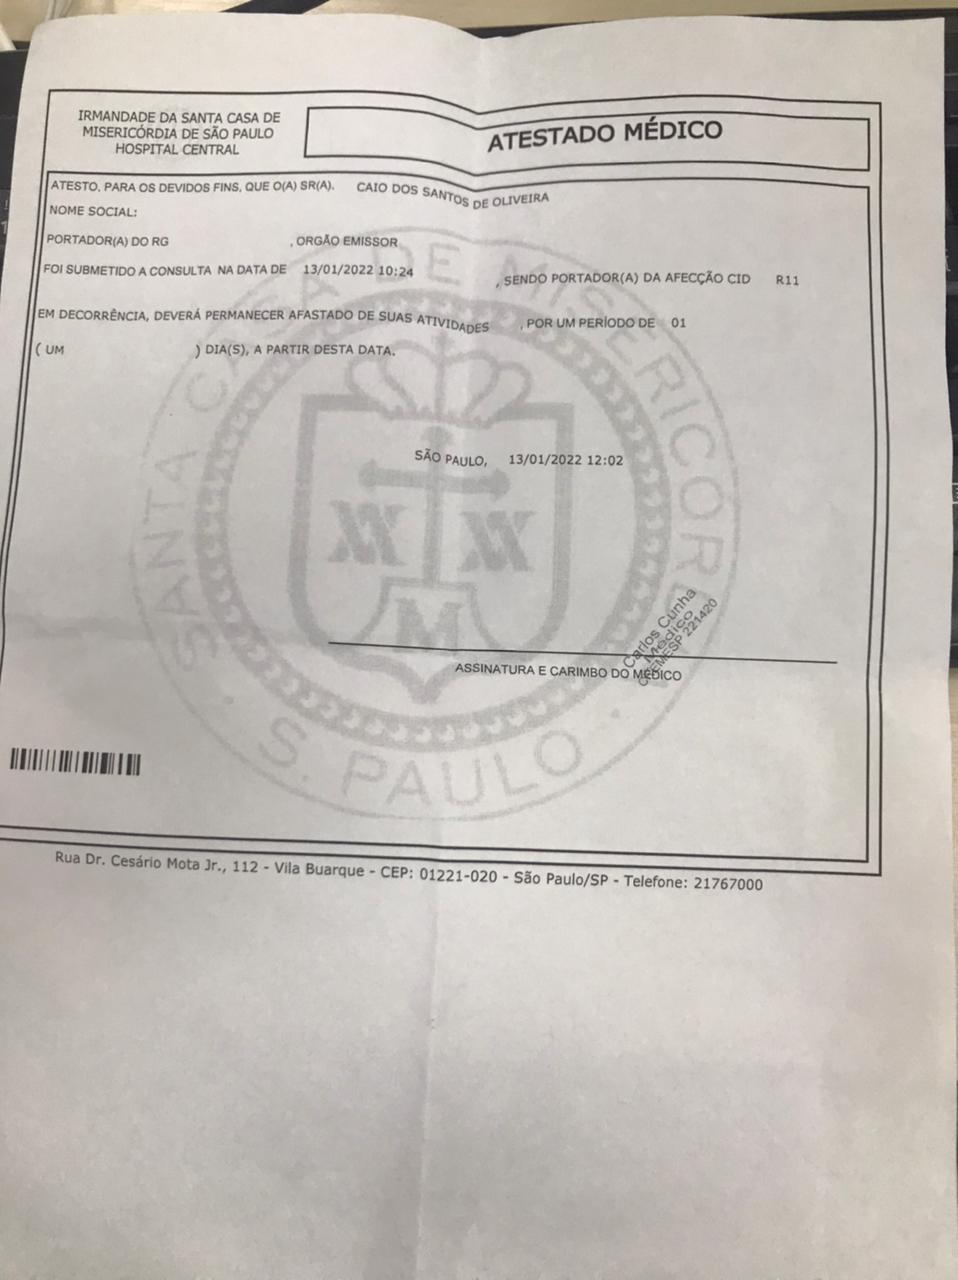 IRMANDADE DA SANTA CASA DE
MISERICÓRDIA DE SÃO PAULO
HOSPITAL CENTRAL
ATESTADO MÉDICO
ATESTO, PARA OS DEVIDOS FINS, QUE O(A) SR(A). CAIO DOS SANTOS DE OLIVEIRA
NOME SOCIAL:
PORTADOR(A) DO RG , ORGÃO EMISSOR
FOI SUBMETIDO A CONSULTA NA DATA DE 13/01/2022 10:24 , SENDO PORTADOR(A) DA AFECÇÃO CID R11
EM DECORRÊNCIA, DEVERÁ PERMANECER AFASTADO DE SUAS ATIVIDADES , POR UM PERÍODO DE 01
( UM ) DIA(S), A PARTIR DESTA DATA.
SÃO PAULO, 13/01/2022 12:02
Carlos Cunha
Médico
CREMESP 221420
ASSINATURA E CARIMBO DO MÉDICO
SANTA CASA DE MISERICORDIA
S. PAULO
M
Rua Dr. Cesário Mota Jr., 112 - Vila Buarque - CEP: 01221-020 - São Paulo/SP - Telefone: 21767000